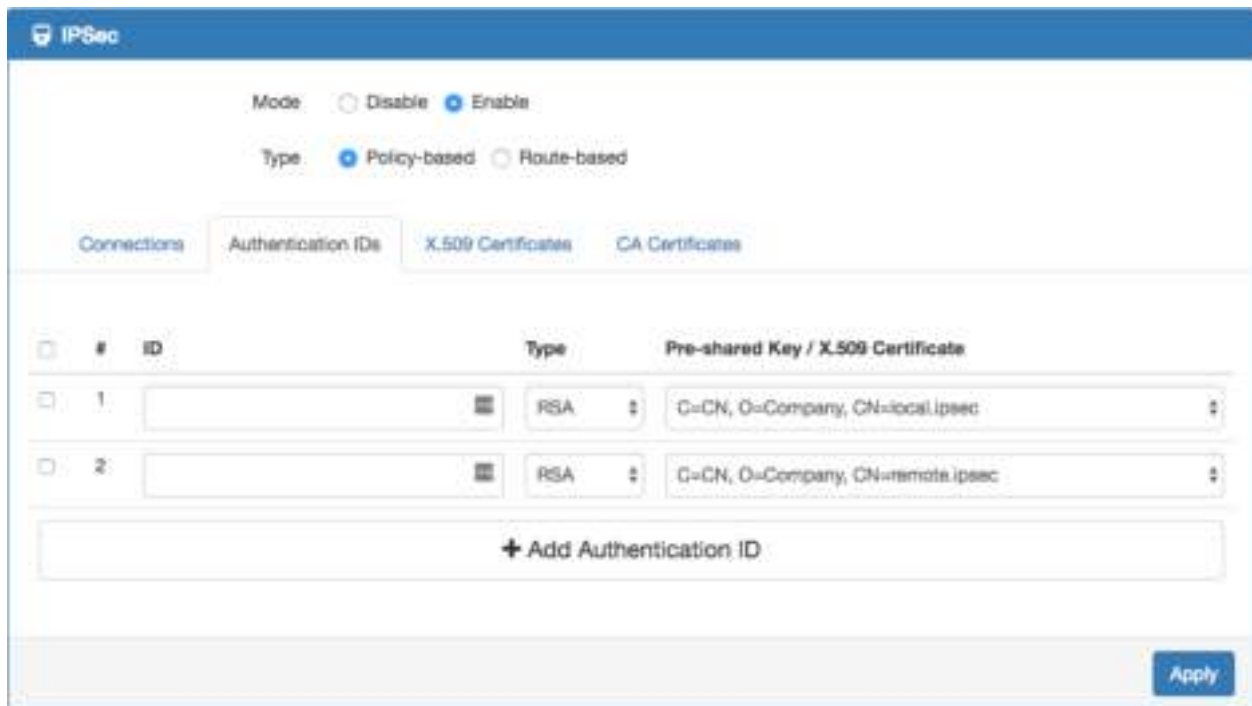 IPSec
Mode Disable Enable
Type Policy-based Route-based
Connections Authentication IDs X.509 Certificates CA Certificates
# ID Type Pre-shared Key / X.509 Certificate
1 RSA C=CN, O=Company, CN=local.ipsec
2 RSA C=CN, O=Company, CN=remote.ipsec
+ Add Authentication ID
Apply